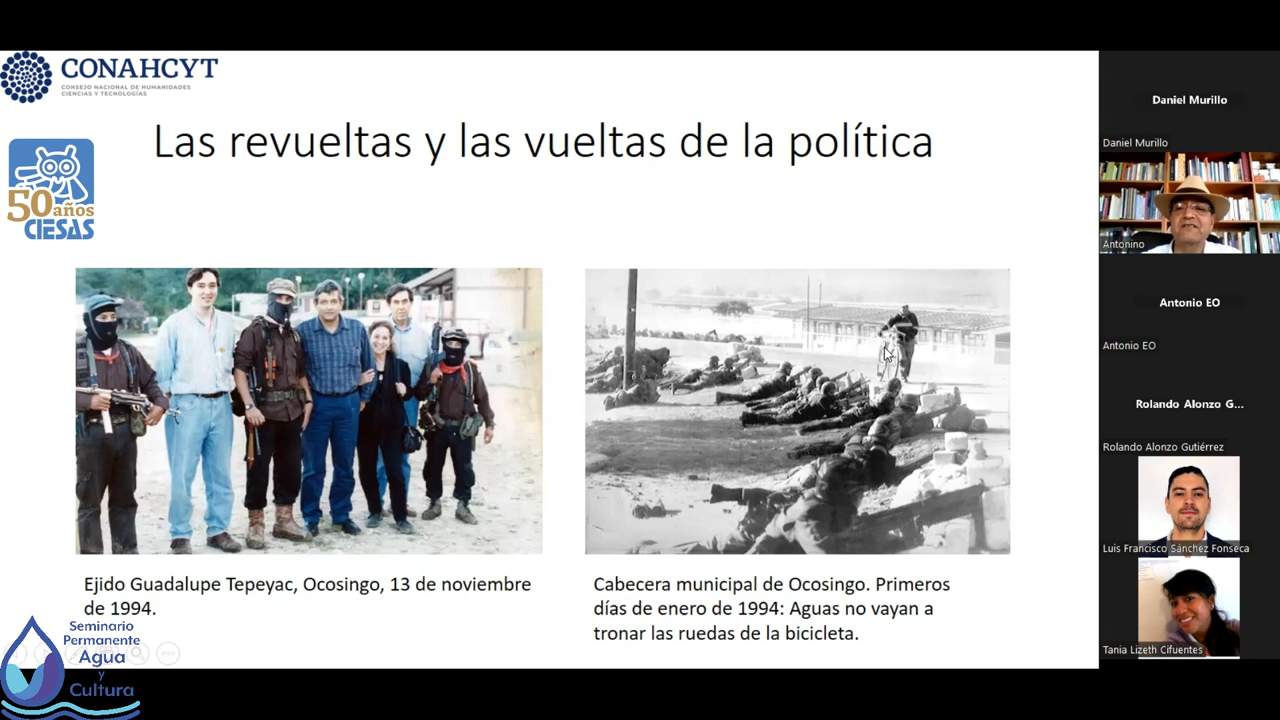 CONAHCYT
CONSEJO NACIONAL DE HUMANIDADES
CIENCIAS Y TECNOLOGÍAS
Las revueltas y las vueltas de la política
50 años
CIESAS
Ejido Guadalupe Tepeyac, Ocosingo, 13 de noviembre
de 1994.
Cabecera municipal de Ocosingo. Primeros
días de enero de 1994: Aguas no vayan a
tronar las ruedas de la bicicleta.
Seminario
Permanente
Agua
y
Cultura
Daniel Murillo
Daniel Murillo
Antonino
Antonio EO
Antonio EO
Rolando Alonzo G...
Rolando Alonzo Gutiérrez
Luis Francisco Sánchez Fonseca
Tania Lizeth Cifuentes